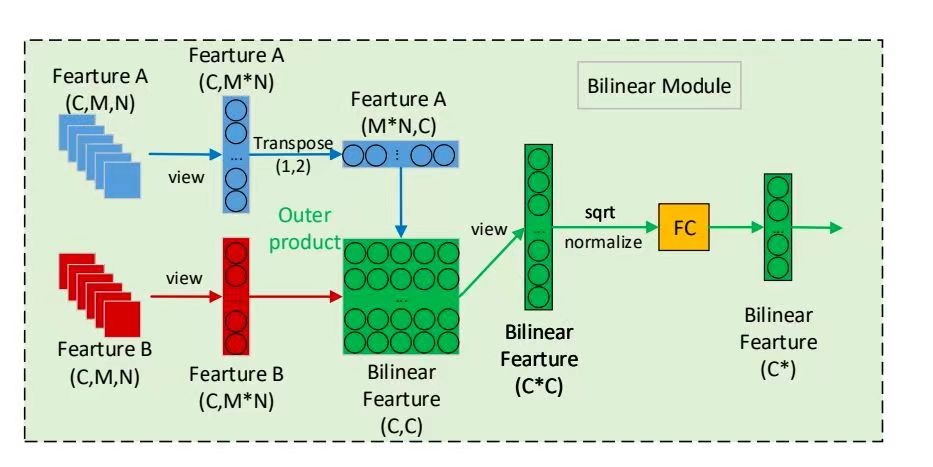 Bilinear Module
Fearture A
(C,M,N)
view
Fearture A
(C,M*N)
...
Transpose
(1,2)
Fearture A
(M*N,C)
...
Fearture B
(C,M,N)
view
...
Fearture B
(C,M*N)
Outer
product
...
Bilinear
Fearture
(C,C)
view
...
Bilinear
Fearture
(C*C)
sqrt
normalize
FC
...
Bilinear
Fearture
(C*)